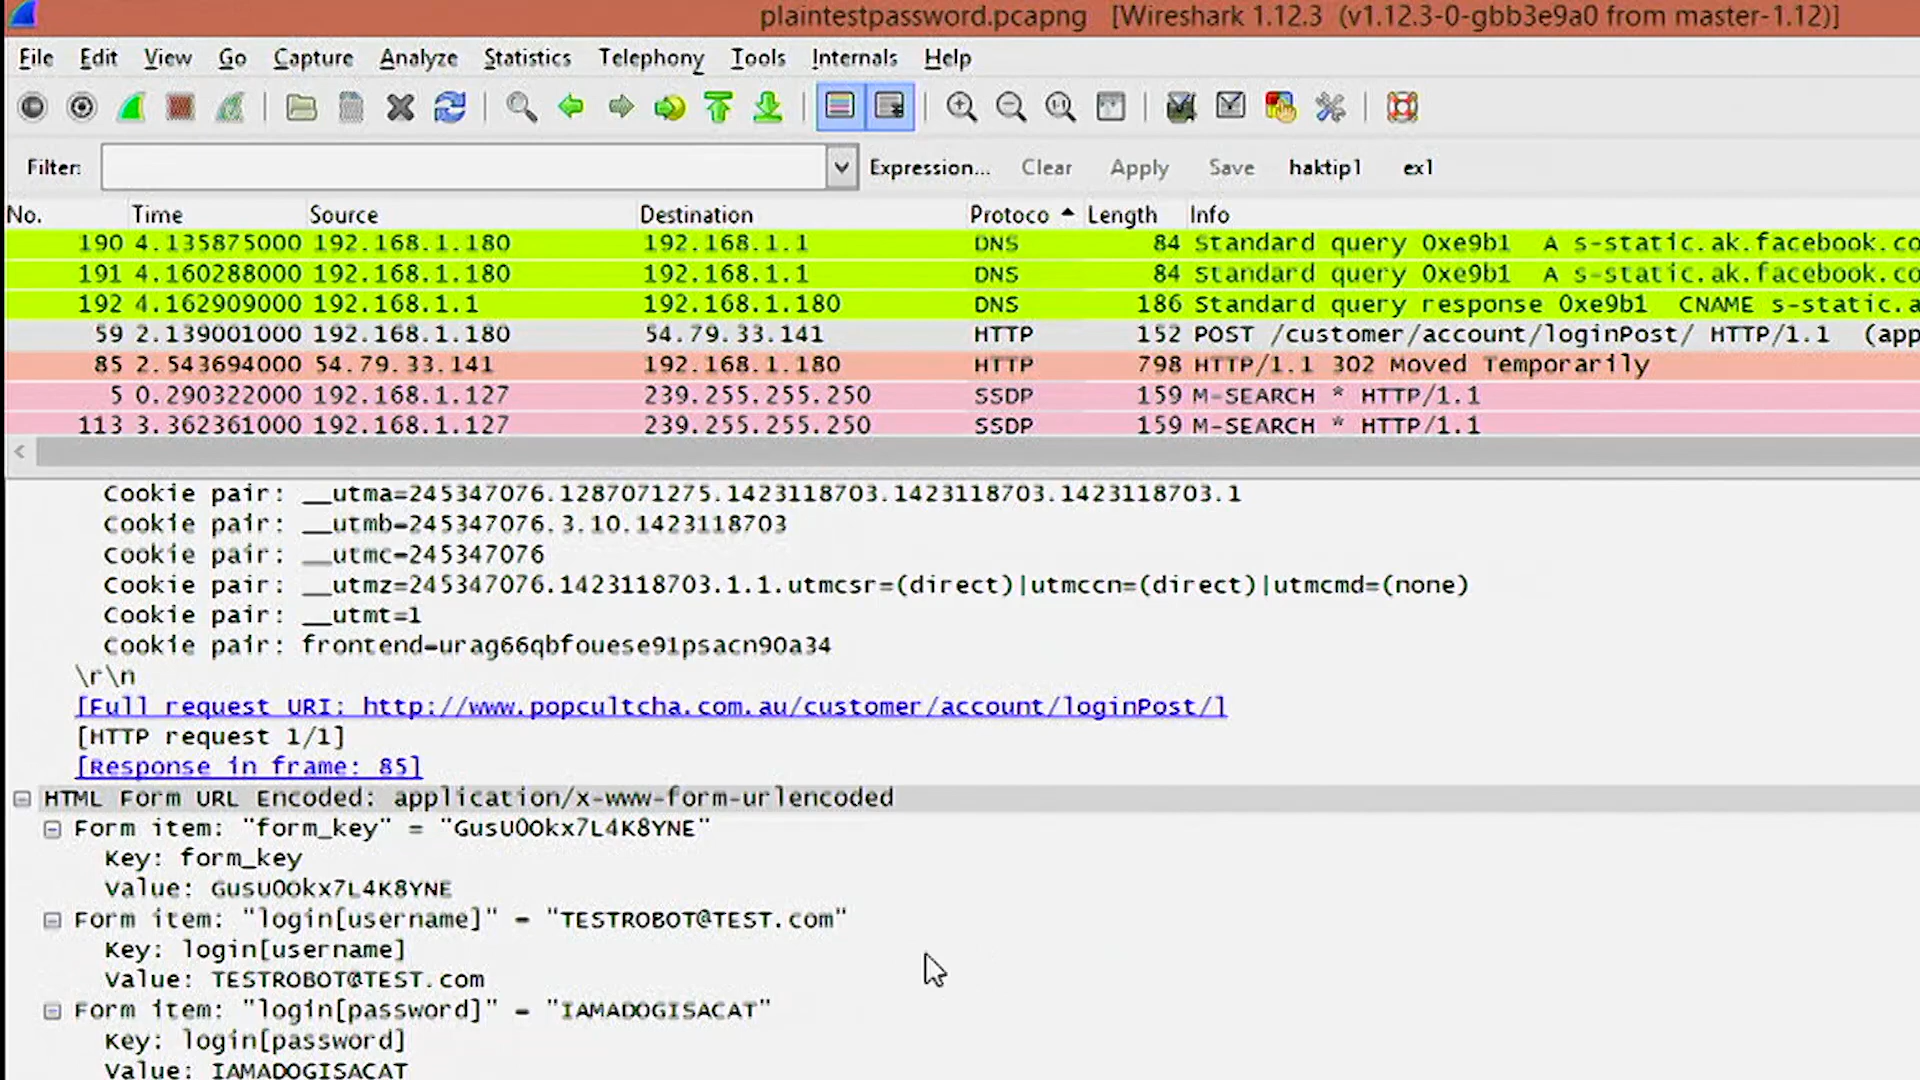 plaintestpassword.pcapng [Wireshark 1.12.3 (v1.12.3-0-gbb3e9a0 from master-1.12)]
File Edit View Go Capture Analyze Statistics Telephony Tools Internals Help
Filter: Expression... Clear Apply Save haktip1 ex1
No. Time Source Destination Protoco Length Info
190 4.135875000 192.168.1.180 192.168.1.1 DNS 84 Standard query 0xe9b1 A s-static.ak.facebook.co
191 4.160288000 192.168.1.180 192.168.1.1 DNS 84 Standard query 0xe9b1 A s-static.ak.facebook.co
192 4.162909000 192.168.1.1 192.168.1.180 DNS 186 Standard query response 0xe9b1 CNAME s-static.a
59 2.139001000 192.168.1.180 54.79.33.141 HTTP 152 POST /customer/account/loginPost/ HTTP/1.1 (app
85 2.543694000 54.79.33.141 192.168.1.180 HTTP 798 HTTP/1.1 302 Moved Temporarily
5 0.290322000 192.168.1.127 239.255.255.250 SSDP 159 M-SEARCH * HTTP/1.1
113 3.362361000 192.168.1.127 239.255.255.250 SSDP 159 M-SEARCH * HTTP/1.1
Cookie pair: __utma=245347076.1287071275.1423118703.1423118703.1423118703.1
Cookie pair: __utmb=245347076.3.10.1423118703
Cookie pair: __utmc=245347076
Cookie pair: __utmz=245347076.1423118703.1.1.utmcsr=(direct)|utmccn=(direct)|utmcmd=(none)
Cookie pair: __utmt=1
Cookie pair: frontend=urag66qbfouese91psacn90a34
\r\n
[Full request URI: http://www.popcultcha.com.au/customer/account/loginPost/]
[HTTP request 1/1]
[Response in frame: 85]
HTML Form URL Encoded: application/x-www-form-urlencoded
Form item: "form_key" = "GusU0Okx7L4K8YNE"
Key: form_key
Value: GusU0Okx7L4K8YNE
Form item: "login[username]" = "TESTROBOT@TEST.com"
Key: login[username]
Value: TESTROBOT@TEST.com
Form item: "login[password]" = "IAMADOGISACAT"
Key: login[password]
Value: IAMADOGISACAT